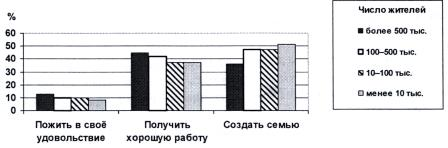 %
60
50
40
30
20
10
0
Пожить в своё
удовольствие
Получить
хорошую работу
Создать семью
Число жителей
более 500 тыс.
100–500 тыс.
10–100 тыс.
менее 10 тыс.